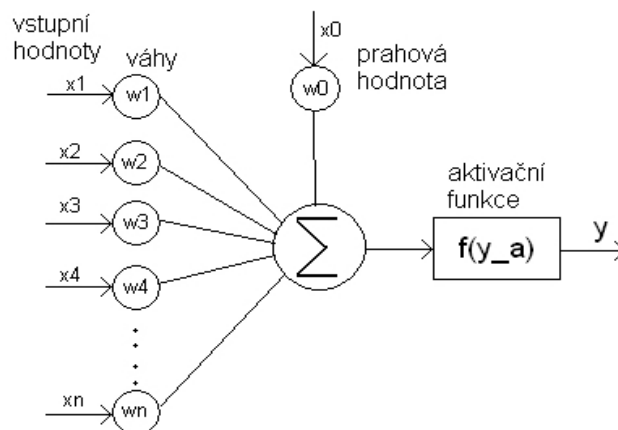 vstupní
hodnoty
váhy
x0
prahová
hodnota
w0
x1
w1
x2
w2
x3
w3
x4
w4
xn
wn
∑
aktivační
funkce
f(y_a)
y